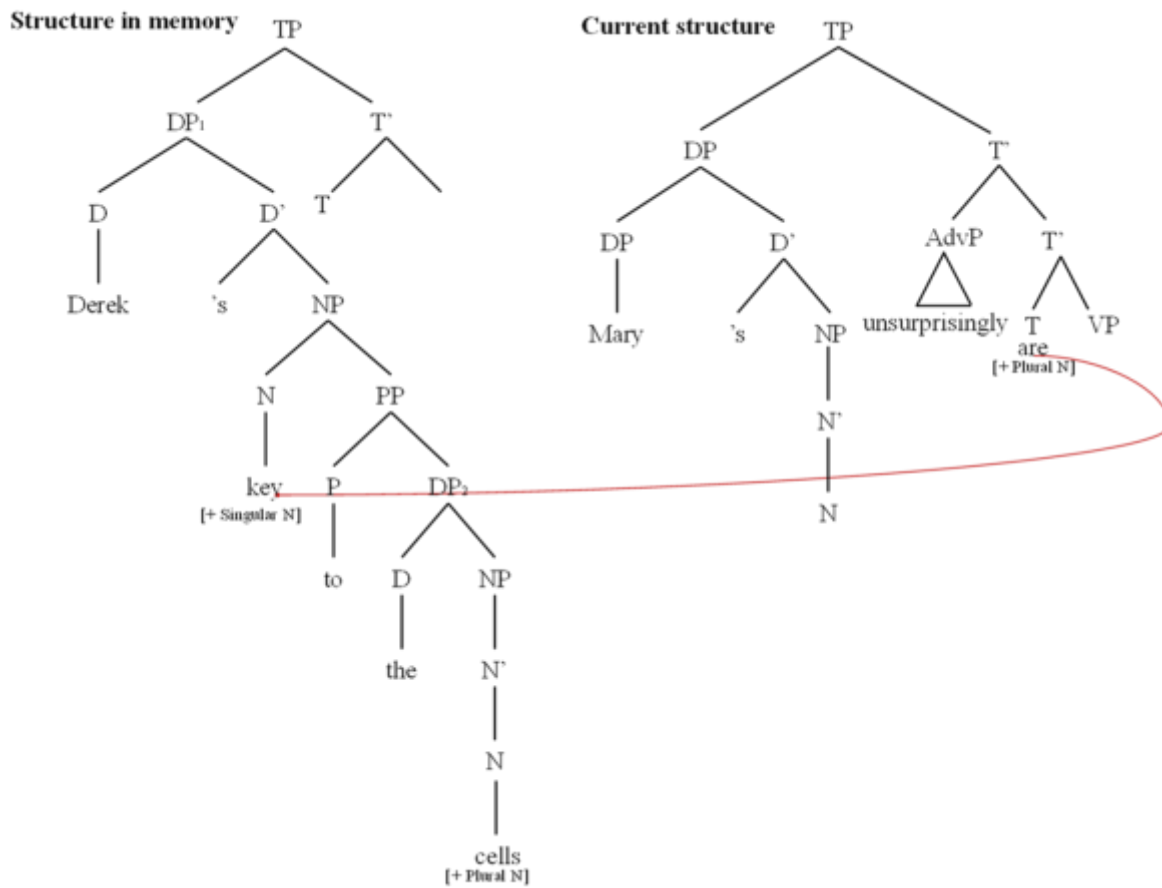 Structure in memory
Current structure
TP
TP
DP₁
T'
DP
T'
D
D'
T
DP
D'
AdvP
T'
Derek
's
NP
Mary
's
NP
unsurprisingly
T
VP
are
[+ Plural N]
N
PP
N'
key
P
DP₂
[+ Singular N]
N
to
D
NP
the
N'
N
cells
[+ Plural N]